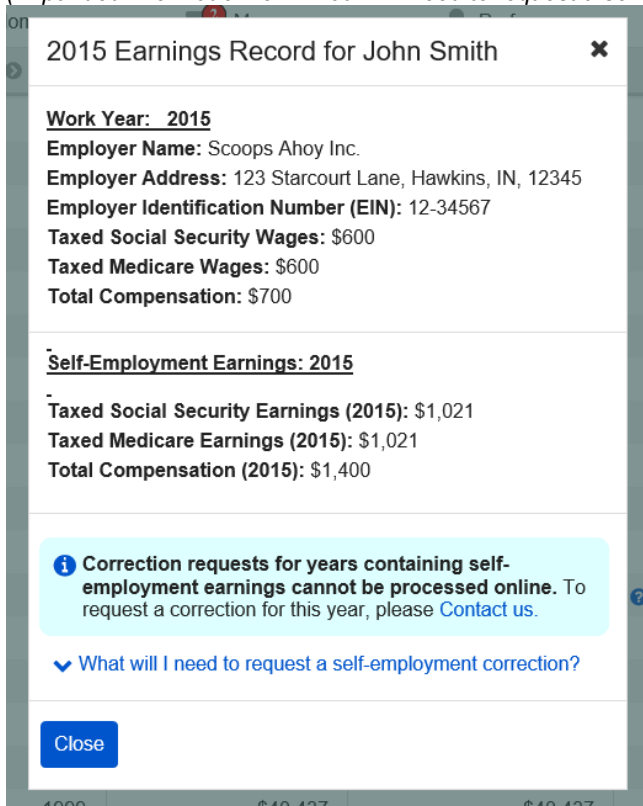 2015 Earnings Record for John Smith ✖
Work Year: 2015
Employer Name: Scoops Ahoy Inc.
Employer Address: 123 Starcourt Lane, Hawkins, IN, 12345
Employer Identification Number (EIN): 12-34567
Taxed Social Security Wages: $600
Taxed Medicare Wages: $600
Total Compensation: $700
Self-Employment Earnings: 2015
Taxed Social Security Earnings (2015): $1,021
Taxed Medicare Earnings (2015): $1,021
Total Compensation (2015): $1,400
Correction requests for years containing self-
employment earnings cannot be processed online. To
request a correction for this year, please Contact us.
What will I need to request a self-employment correction?
Close